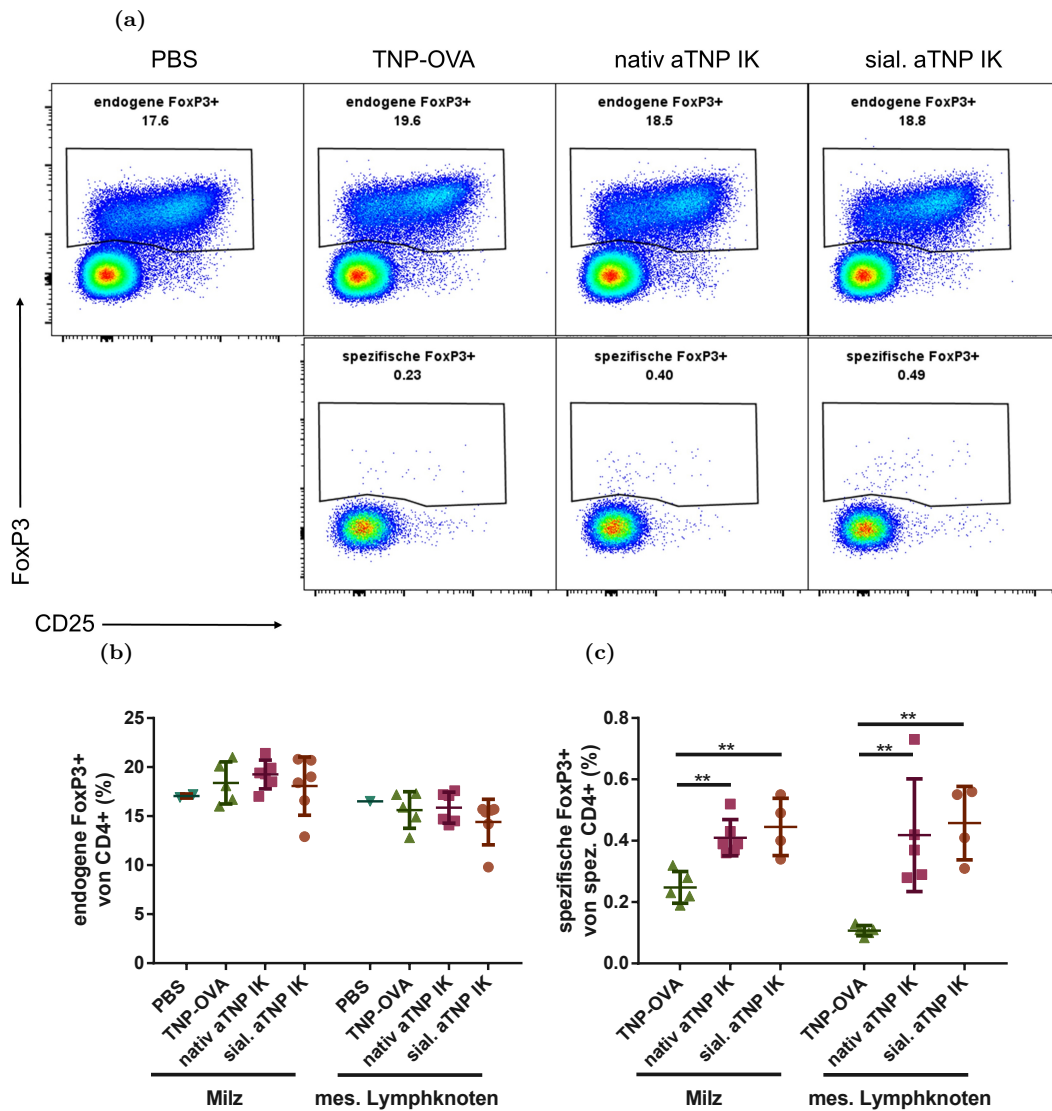 (a)
PBS
TNP-OVA
nativ aTNP IK
sial. aTNP IK
endogene FoxP3+
17.6
endogene FoxP3+
19.6
endogene FoxP3+
18.5
endogene FoxP3+
18.8
spezifische FoxP3+
0.23
spezifische FoxP3+
0.40
spezifische FoxP3+
0.49
FoxP3
CD25
(b)
endogene FoxP3+
von CD4+ (%)
25
20
15
10
5
0
PBS
TNP-OVA
nativ aTNP IK
sial. aTNP IK
PBS
TNP-OVA
nativ aTNP IK
sial. aTNP IK
Milz
mes. Lymphknoten
(c)
spezifische FoxP3+
von spez. CD4+ (%)
0.8
0.6
0.4
0.2
0.0
**
**
**
**
TNP-OVA
nativ aTNP IK
sial. aTNP IK
TNP-OVA
nativ aTNP IK
sial. aTNP IK
Milz
mes. Lymphknoten